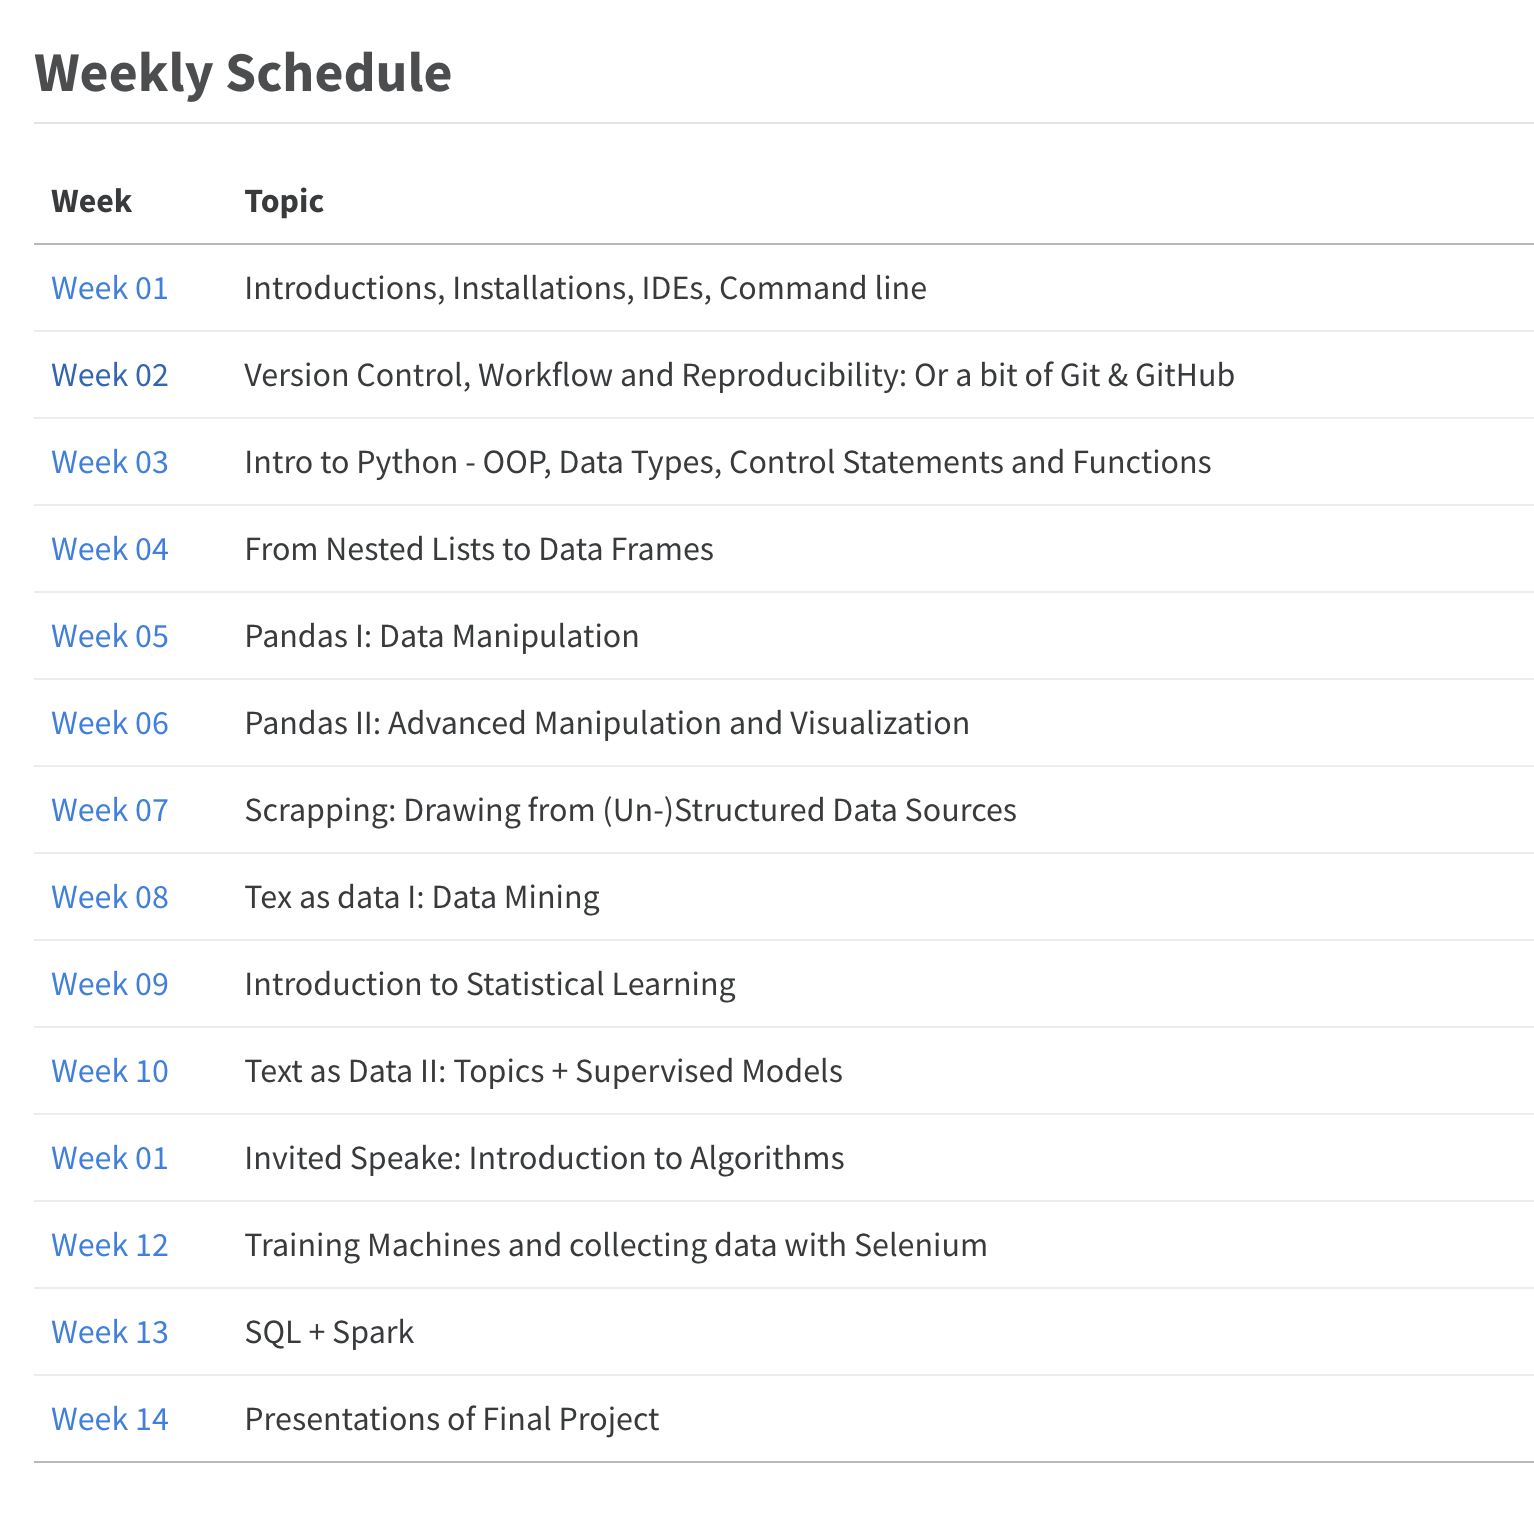 Weekly Schedule
Week Topic
Week 01 Introductions, Installations, IDEs, Command line
Week 02 Version Control, Workflow and Reproducibility: Or a bit of Git & GitHub
Week 03 Intro to Python - OOP, Data Types, Control Statements and Functions
Week 04 From Nested Lists to Data Frames
Week 05 Pandas I: Data Manipulation
Week 06 Pandas II: Advanced Manipulation and Visualization
Week 07 Scrapping: Drawing from (Un-)Structured Data Sources
Week 08 Tex as data I: Data Mining
Week 09 Introduction to Statistical Learning
Week 10 Text as Data II: Topics + Supervised Models
Week 01 Invited Speake: Introduction to Algorithms
Week 12 Training Machines and collecting data with Selenium
Week 13 SQL + Spark
Week 14 Presentations of Final Project